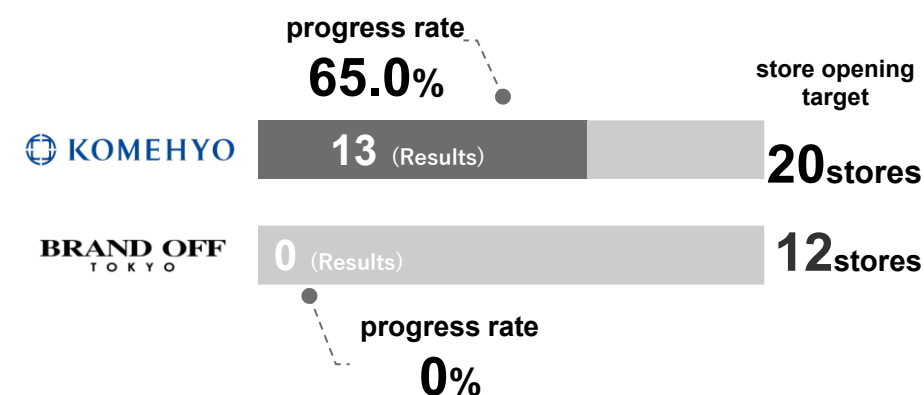 progress rate
65.0%
store opening
target
KOMEHYO
13 (Results)
20stores
BRAND OFF
TOKYO
0 (Results)
12stores
progress rate
0%